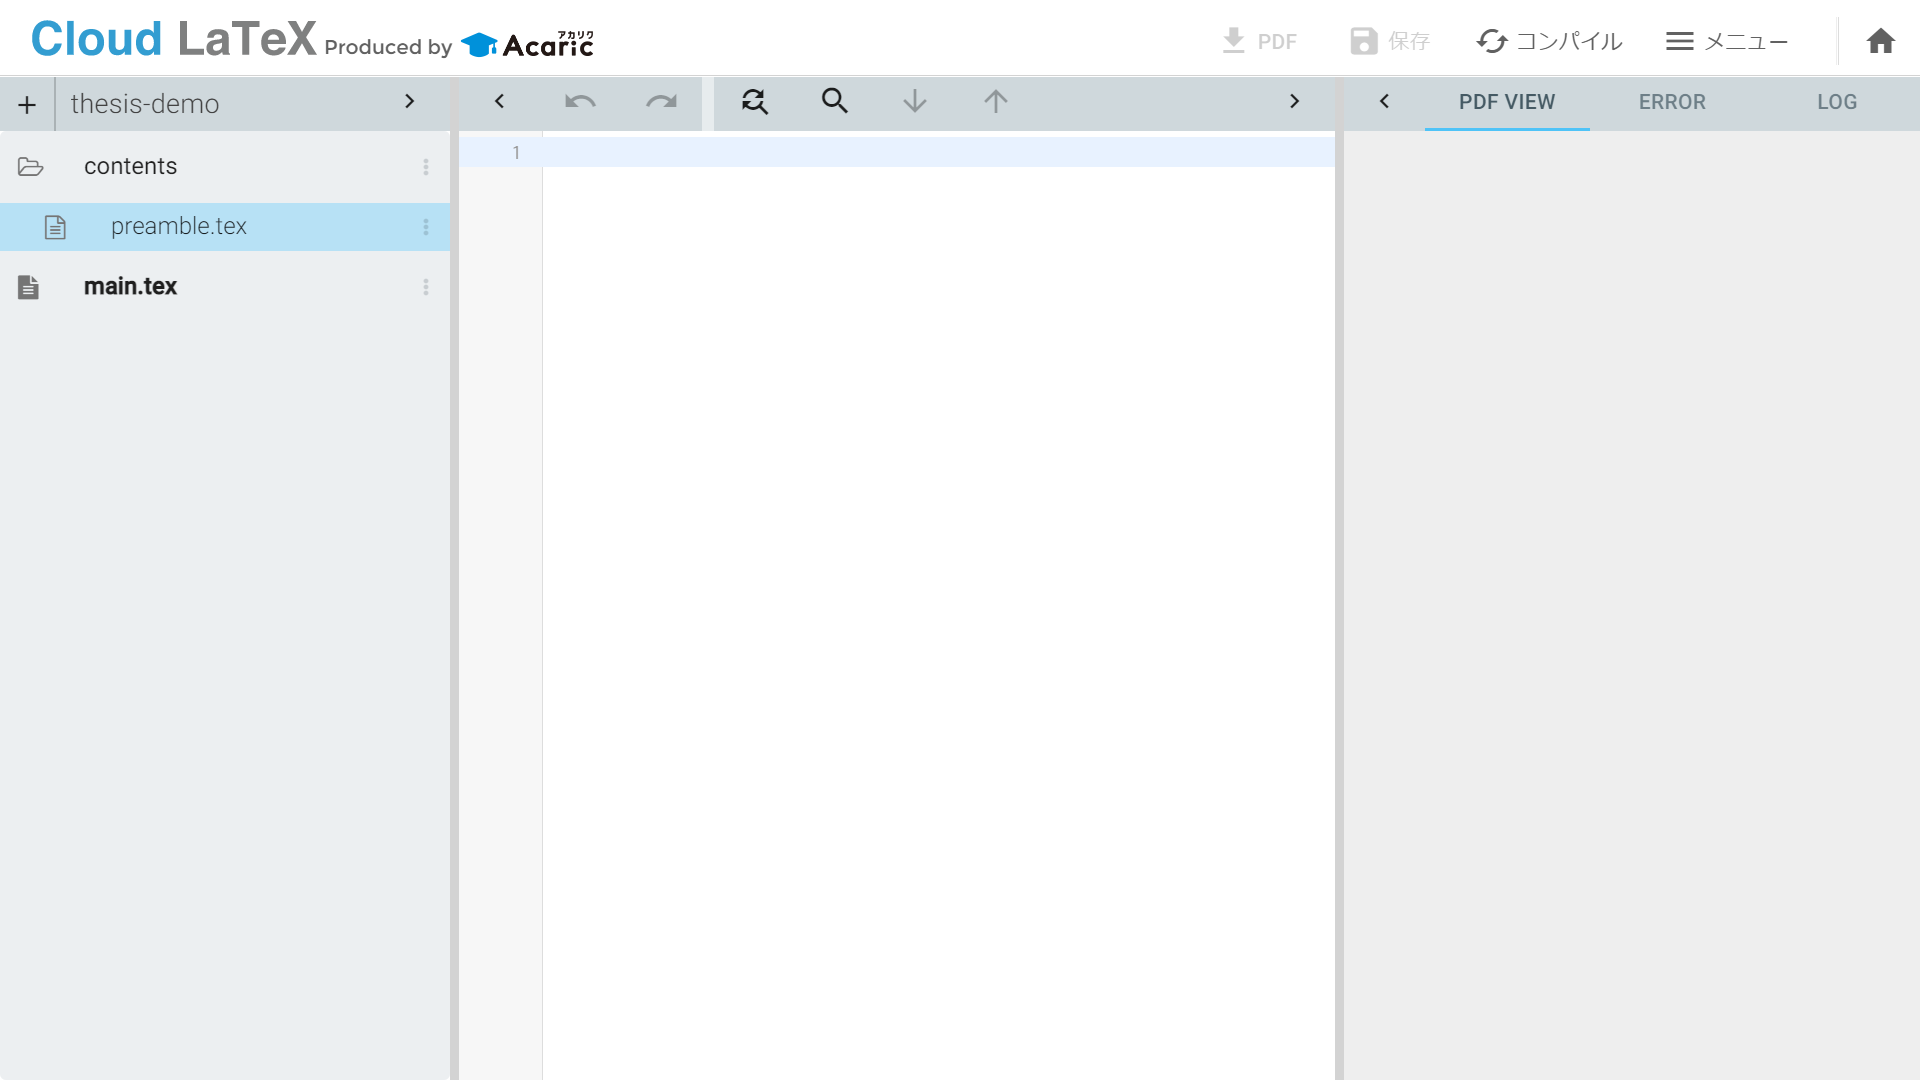 Cloud LaTeX Produced by Acaric アカリク
PDF
保存
コンパイル
メニュー
thesis-demo
PDF VIEW
ERROR
LOG
contents
preamble.tex
main.tex
1